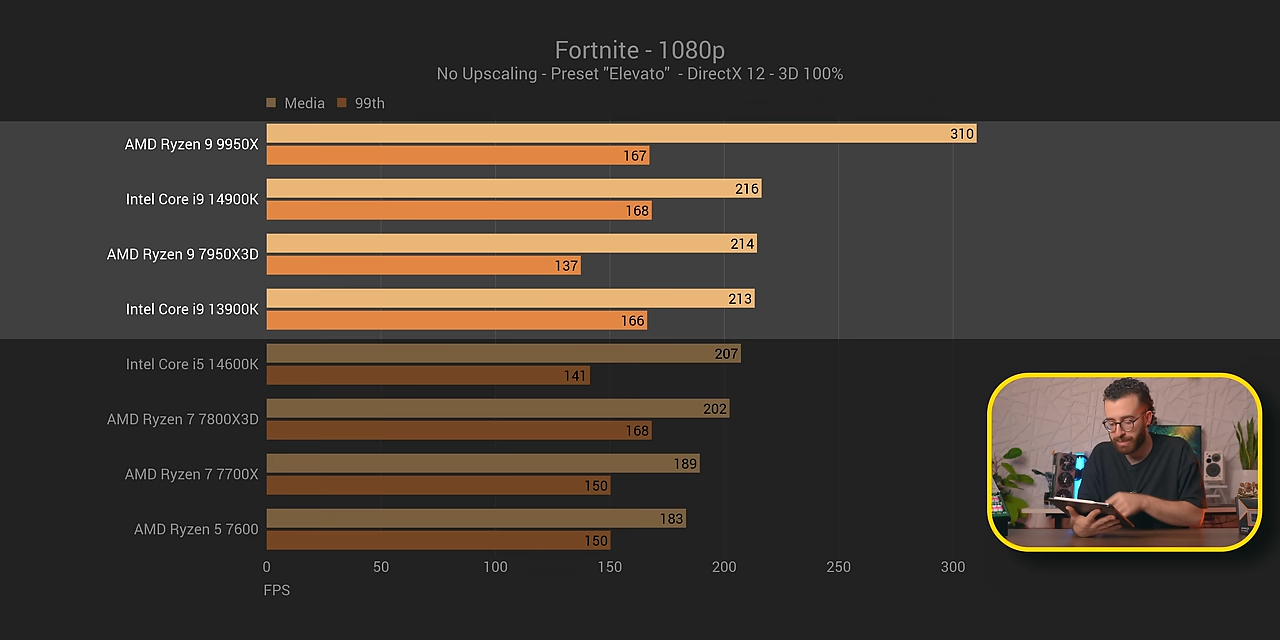 Fortnite - 1080p
No Upscaling - Preset "Elevato" - DirectX 12 - 3D 100%
Media 99th
AMD Ryzen 9 9950X 310
167
Intel Core i9 14900K 216
168
AMD Ryzen 9 7950X3D 214
137
Intel Core i9 13900K 213
166
Intel Core i5 14600K 207
141
AMD Ryzen 7 7800X3D 202
168
AMD Ryzen 7 7700X 189
150
AMD Ryzen 5 7600 183
150
0 50 100 150 200 250 300
FPS